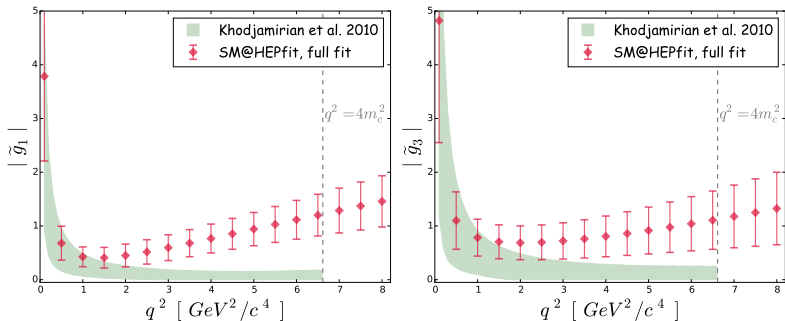 5
4
3
2
1
0
0 1 2 3 4 5 6 7 8
| g̃₁ |
q² [ GeV²/c⁴ ]
Khodjamirian et al. 2010
SM@HEPfit, full fit
q² = 4m_c²
5
4
3
2
1
0
0 1 2 3 4 5 6 7 8
| g̃₃ |
q² [ GeV²/c⁴ ]
Khodjamirian et al. 2010
SM@HEPfit, full fit
q² = 4m_c²